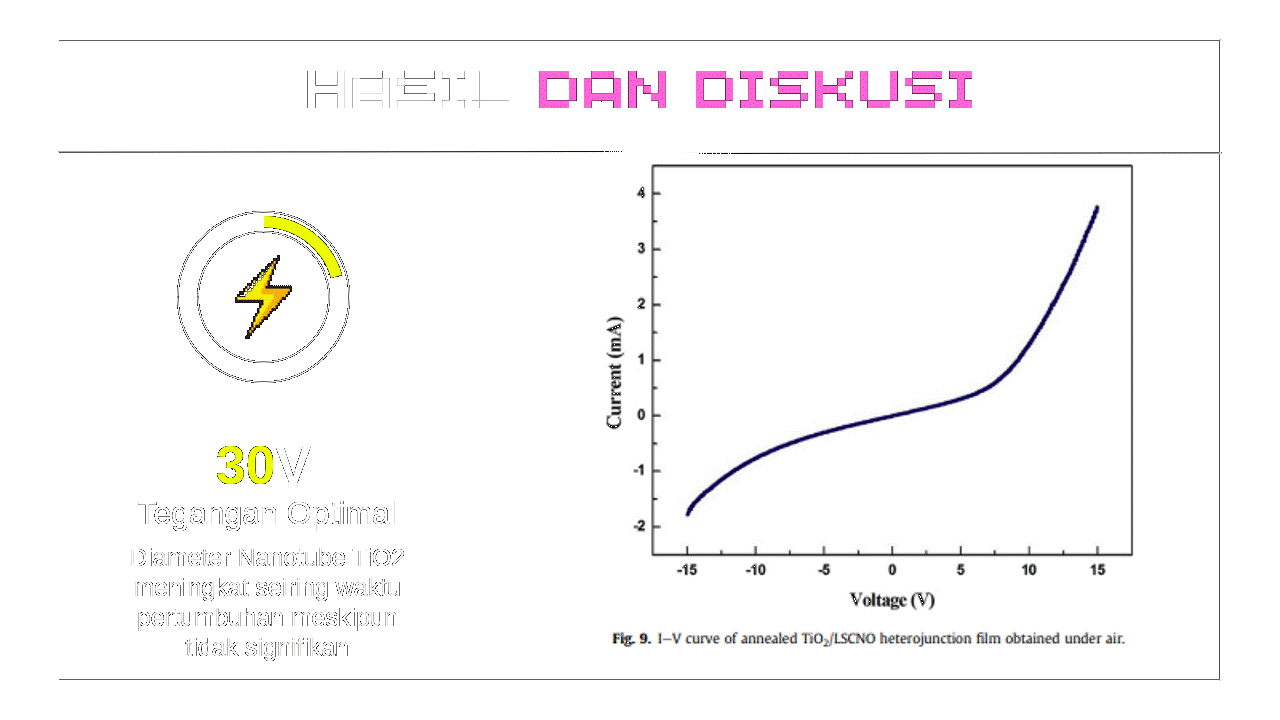 HASIL DAN DISKUSI
30V
Tegangan Optimal
Diameter Nanotube TiO2
meningkat seiring waktu
pertumbuhan meskipun
tidak signifikan
4
3
2
1
0
-1
-2
Current (mA)
-15 -10 -5 0 5 10 15
Voltage (V)
Fig. 9. I–V curve of annealed TiO₂/LSCNO heterojunction film obtained under air.